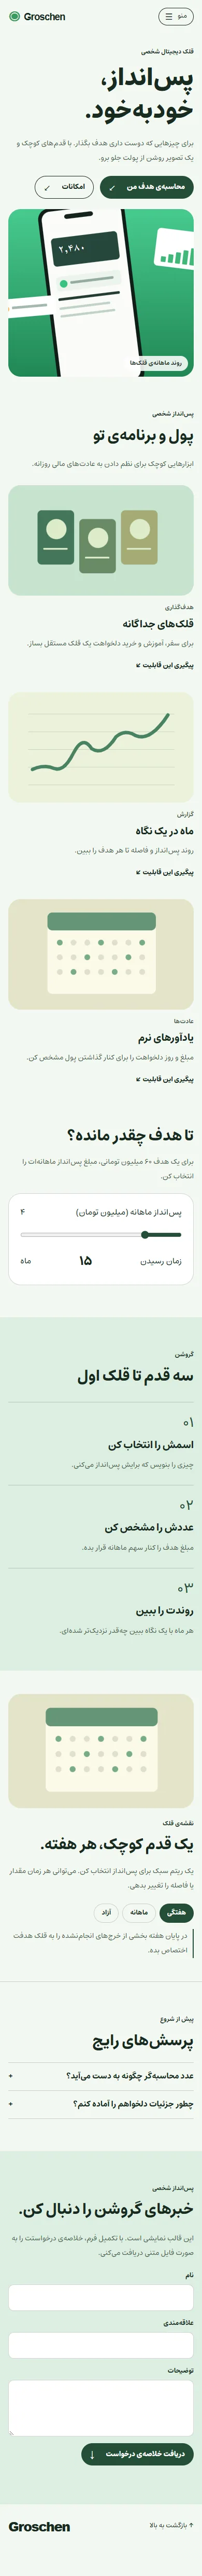 منو
Groschen
قلک دیجیتال شخصی
پس‌انداز،
خودبه‌خود.
برای چیزهایی که دوست داری هدف بگذار. با قدم‌های کوچک و
یک تصویر روشن از پولت جلو برو.
محاسبه‌ی هدف من
امکانات
۲,۴۸۰
روند ماهانه‌ی قلک‌ها
پس‌انداز شخصی
پول و برنامه‌ی تو
ابزارهایی کوچک برای نظم دادن به عادت‌های مالی روزانه.
هدف‌گذاری
قلک‌های جداگانه
برای سفر، آموزش و خرید دلخواهت یک قلک مستقل بساز.
پیگیری این قابلیت
گزارش
ماه در یک نگاه
روند پس‌انداز و فاصله تا هر هدف را ببین.
پیگیری این قابلیت
عادت‌ها
یادآورهای نرم
مبلغ و روز دلخواهت را برای کنار گذاشتن پول مشخص کن.
پیگیری این قابلیت
تا هدف چقدر مانده؟
برای یک هدف ۶۰ میلیون تومانی، مبلغ پس‌انداز ماهانه‌ات را
انتخاب کن.
پس‌انداز ماهانه (میلیون تومان)
۴
زمان رسیدن
۱۵
ماه
گروشن
سه قدم تا قلک اول
۰۱
اسمش را انتخاب کن
چیزی را بنویس که برایش پس‌انداز می‌کنی.
۰۲
عددش را مشخص کن
مبلغ هدف را کنار سهم ماهانه قرار بده.
۰۳
روندت را ببین
هر ماه با یک نگاه ببین چه‌قدر نزدیک‌تر شده‌ای.
نقشه‌ی قلک
یک قدم کوچک، هر هفته.
یک ریتم سبک برای پس‌انداز انتخاب کن. می‌توانی هر زمان مقدار
یا فاصله را تغییر بدهی.
هفتگی
ماهانه
آزاد
در پایان هفته بخشی از خرج‌های انجام‌نشده را به قلک هدفت
اختصاص بده.
پیش از شروع
پرسش‌های رایج
عدد محاسبه‌گر چگونه به دست می‌آید؟
+
چطور جزئیات دلخواهم را آماده کنم؟
+
پس‌انداز شخصی
خبرهای گروشن را دنبال کن.
این قالب نمایشی است. با تکمیل فرم، خلاصه‌ی درخواستت را به
صورت فایل متنی دریافت می‌کنی.
نام
علاقه‌مندی
توضیحات
دریافت خلاصه‌ی درخواست
بازگشت به بالا
Groschen